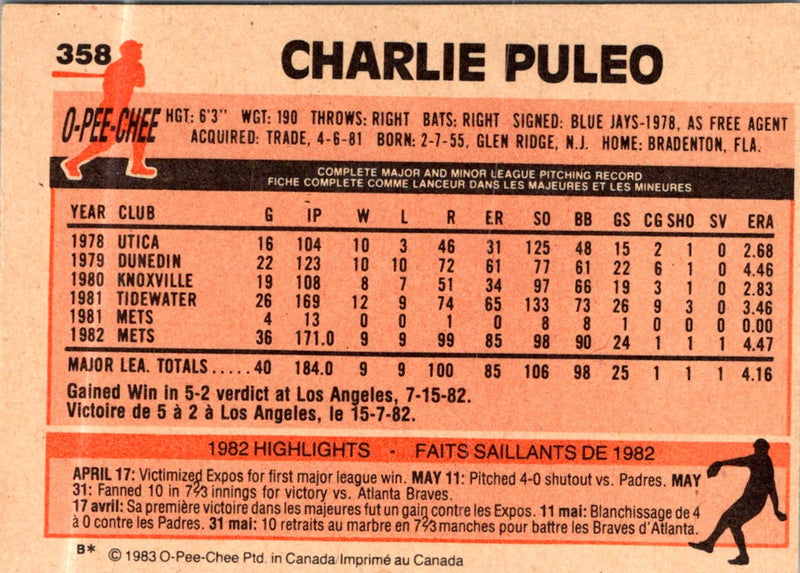 358 CHARLIE PULEO
O-PEE-CHEE
HGT: 6'3" WGT: 190 THROWS: RIGHT BATS: RIGHT SIGNED: BLUE JAYS-1978, AS FREE AGENT
ACQUIRED: TRADE, 4-6-81 BORN: 2-7-55, GLEN RIDGE, N.J. HOME: BRADENTON, FLA.
COMPLETE MAJOR AND MINOR LEAGUE PITCHING RECORD
FICHE COMPLETE COMME LANCEUR DANS LES MAJEURES ET LES MINEURES
YEAR CLUB G IP W L R ER SO BB GS CG SHO SV ERA
1978 UTICA 16 104 10 3 46 31 125 48 15 2 1 0 2.68
1979 DUNEDIN 22 123 10 10 72 61 77 61 22 6 1 0 4.46
1980 KNOXVILLE 19 108 8 7 51 34 97 66 19 3 1 0 2.83
1981 TIDEWATER 26 169 12 9 74 65 133 73 26 9 3 0 3.46
1981 METS 4 13 0 0 1 0 8 8 1 0 0 0 0.00
1982 METS 36 171.0 9 9 99 85 98 90 24 1 1 1 4.47
MAJOR LEA. TOTALS..... 40 184.0 9 9 100 85 106 98 25 1 1 1 4.16
Gained Win in 5-2 verdict at Los Angeles, 7-15-82.
Victoire de 5 à 2 à Los Angeles, le 15-7-82.
1982 HIGHLIGHTS - FAITS SAILLANTS DE 1982
APRIL 17: Victimized Expos for first major league win. MAY 11: Pitched 4-0 shutout vs. Padres. MAY
31: Fanned 10 in 7⅔ innings for victory vs. Atlanta Braves.
17 avril: Sa première victoire dans les majeures fut un gain contre les Expos. 11 mai: Blanchissage de 4
à 0 contre les Padres. 31 mai: 10 retraits au marbre en 7⅔ manches pour battre les Braves d'Atlanta.
B* © 1983 O-Pee-Chee Ptd. in Canada/Imprimé au Canada